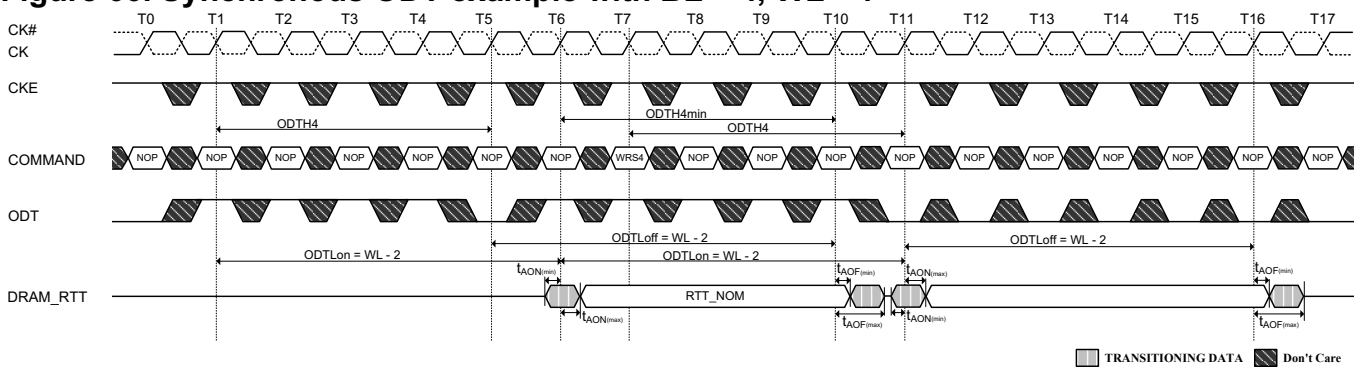 Synchronous ODT example with BL = 4, WL = 7
T0 T1 T2 T3 T4 T5 T6 T7 T8 T9 T10 T11 T12 T13 T14 T15 T16 T17
CK#
CK
CKE
ODTH4min
ODTH4 ODTH4
COMMAND NOP NOP NOP NOP NOP NOP NOP WRS4 NOP NOP NOP NOP NOP NOP NOP NOP NOP NOP
ODT
ODTLoff = WL - 2 ODTLoff = WL - 2
ODTLon = WL - 2 ODTLon = WL - 2
tAON(min) tAOF(min) tAON(max) tAOF(min)
DRAM_RTT RTT_NOM
tAON(max) tAOF(max) tAON(min) tAOF(max)
TRANSITIONING DATA Don't Care